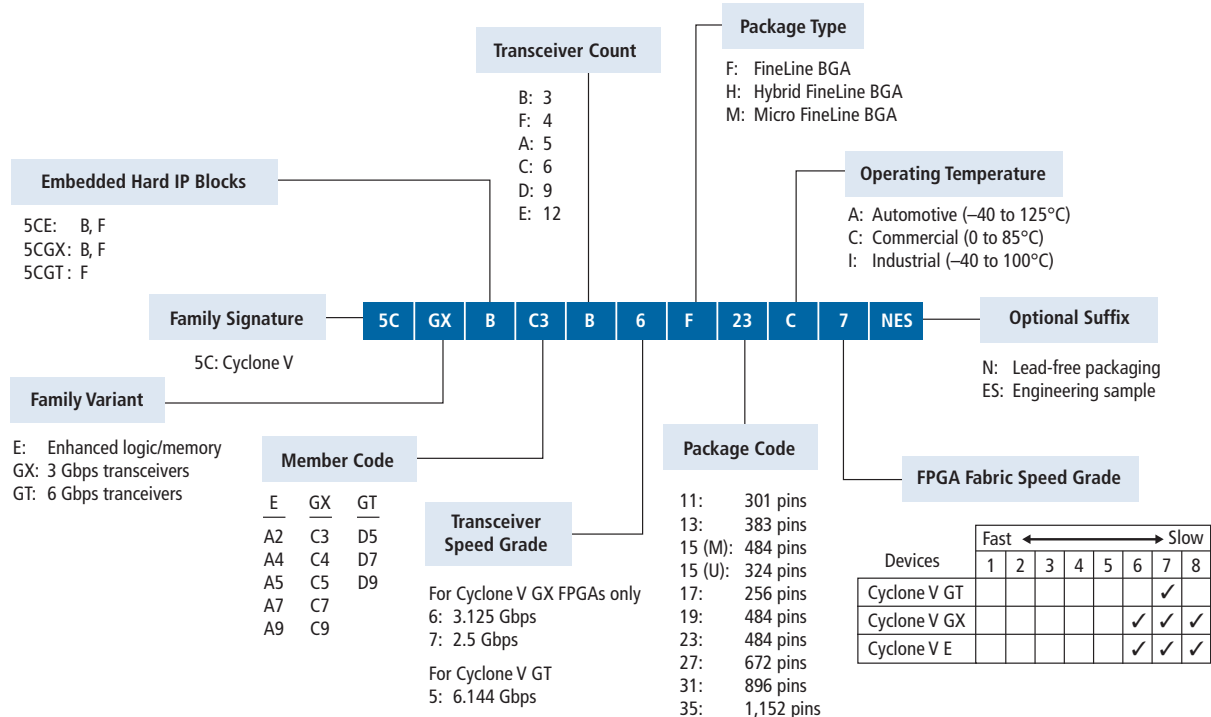 Package Type
F: FineLine BGA
H: Hybrid FineLine BGA
M: Micro FineLine BGA
Transceiver Count
B: 3
F: 4
A: 5
C: 6
D: 9
E: 12
Embedded Hard IP Blocks
5CE: B, F
5CGX: B, F
5CGT: F
Operating Temperature
A: Automotive (–40 to 125°C)
C: Commercial (0 to 85°C)
I: Industrial (–40 to 100°C)
Family Signature
5C: Cyclone V
5C GX B C3 B 6 F 23 C 7 NES
Optional Suffix
N: Lead-free packaging
ES: Engineering sample
Family Variant
E: Enhanced logic/memory
GX: 3 Gbps transceivers
GT: 6 Gbps tranceivers
Member Code
E GX GT
A2 C3 D5
A4 C4 D7
A5 C5 D9
A7 C7
A9 C9
Transceiver
Speed Grade
For Cyclone V GX FPGAs only
6: 3.125 Gbps
7: 2.5 Gbps
For Cyclone V GT
5: 6.144 Gbps
Package Code
11: 301 pins
13: 383 pins
15 (M): 484 pins
15 (U): 324 pins
17: 256 pins
19: 484 pins
23: 484 pins
27: 672 pins
31: 896 pins
35: 1,152 pins
FPGA Fabric Speed Grade
Fast Slow
Devices 1 2 3 4 5 6 7 8
Cyclone V GT ✓
Cyclone V GX ✓ ✓ ✓
Cyclone V E ✓ ✓ ✓